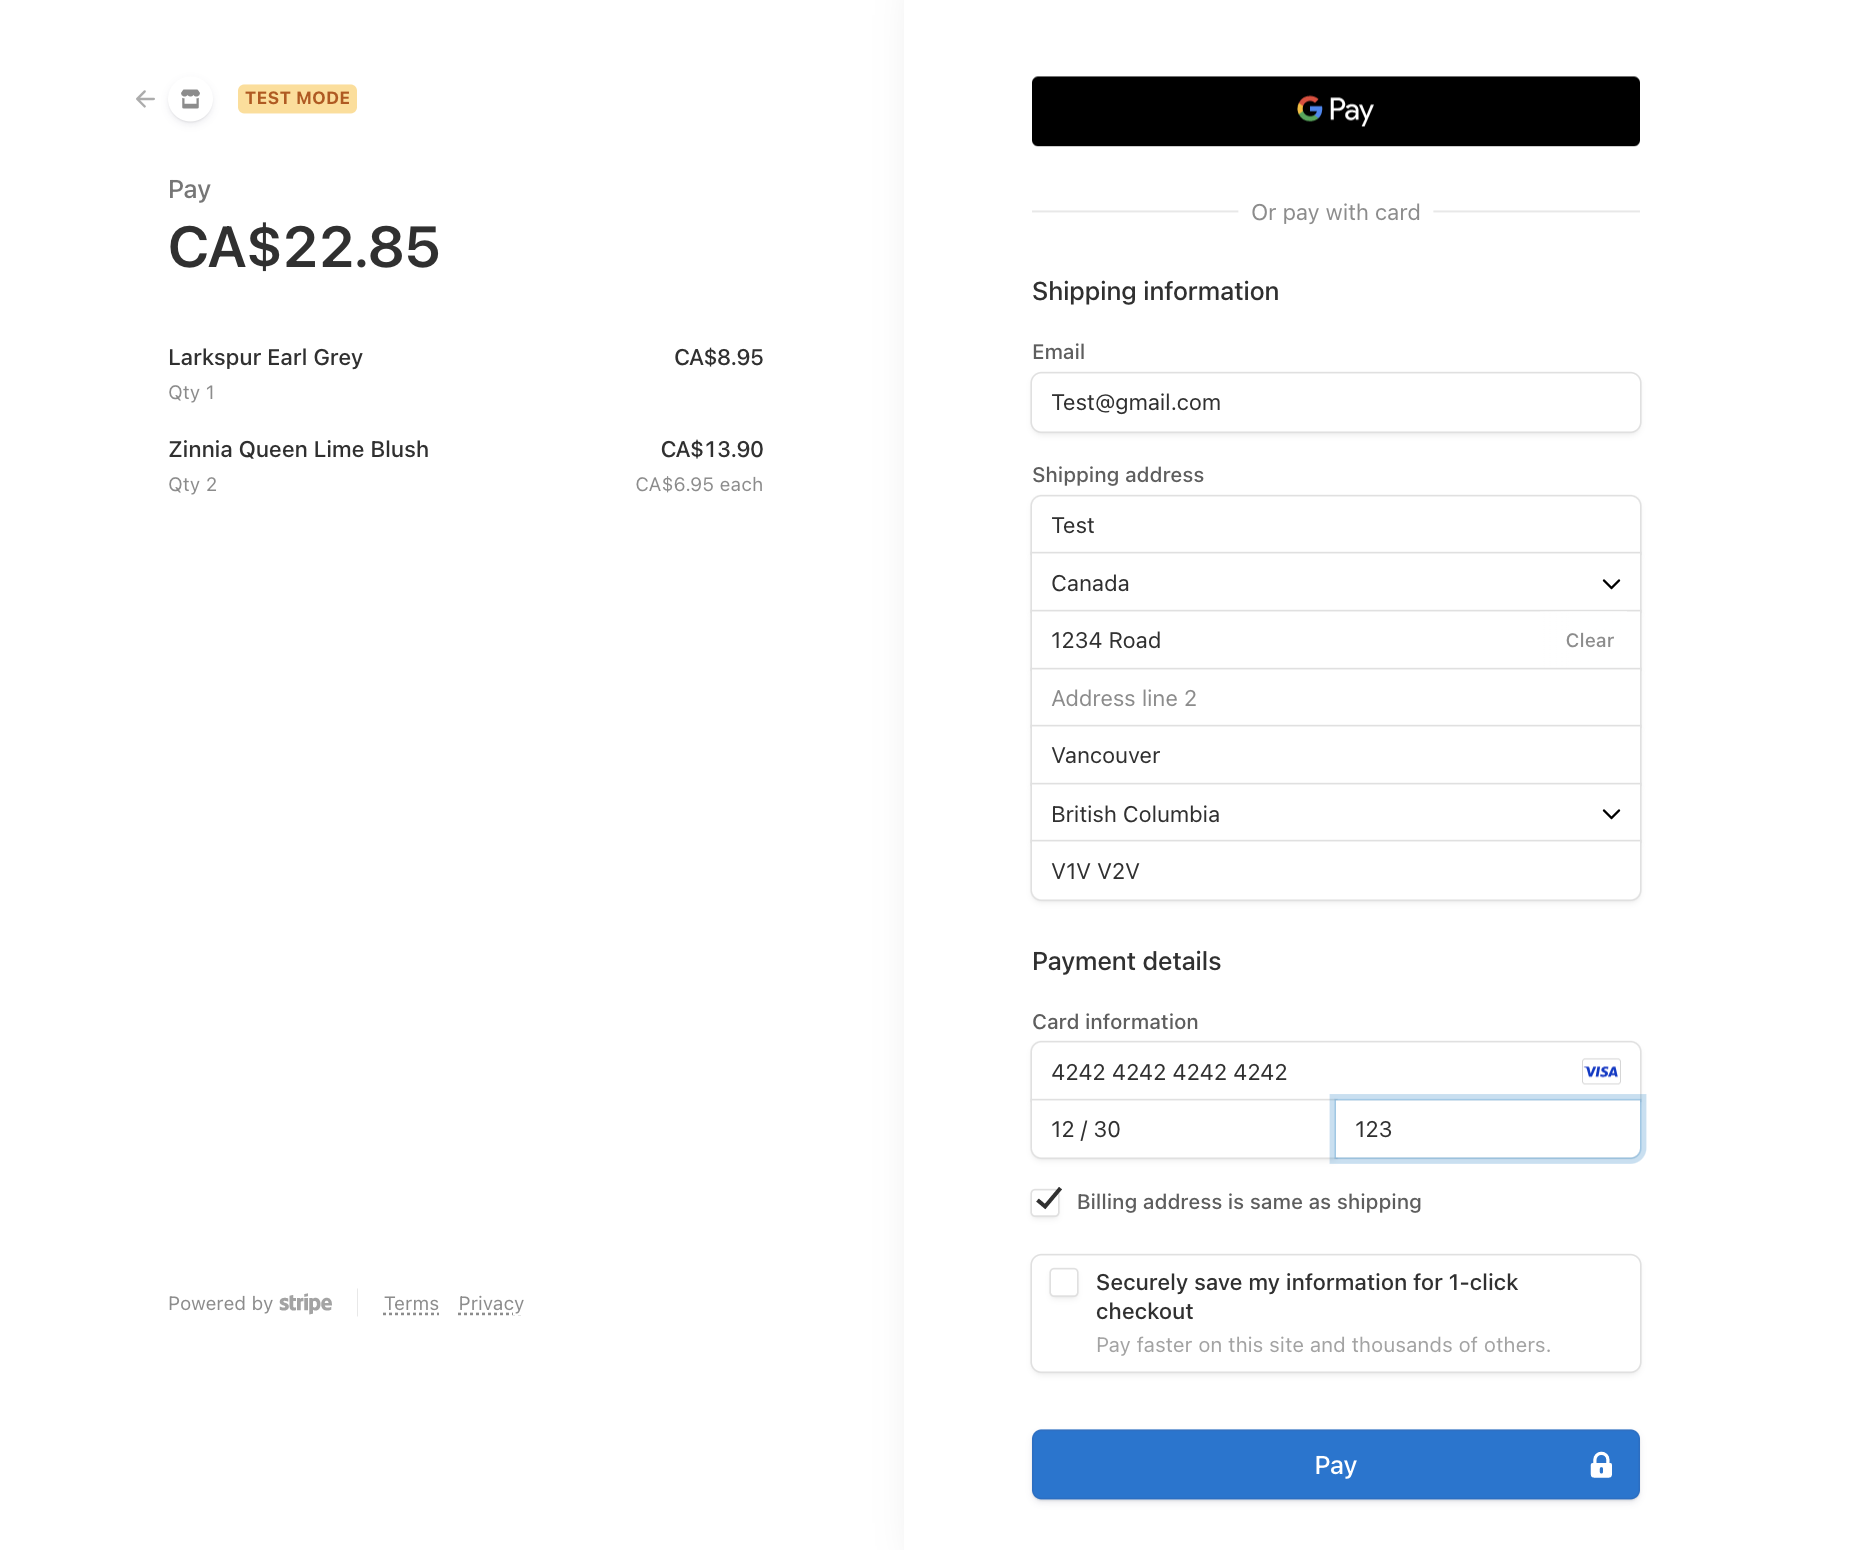 TEST MODE
Pay
CA$22.85
Larkspur Earl Grey CA$8.95
Qty 1
Zinnia Queen Lime Blush CA$13.90
Qty 2 CA$6.95 each
Powered by stripe Terms Privacy
G Pay
Or pay with card
Shipping information
Email
Test@gmail.com
Shipping address
Test
Canada
1234 Road Clear
Address line 2
Vancouver
British Columbia
V1V V2V
Payment details
Card information
4242 4242 4242 4242 VISA
12 / 30 123
Billing address is same as shipping
Securely save my information for 1-click
checkout
Pay faster on this site and thousands of others.
Pay